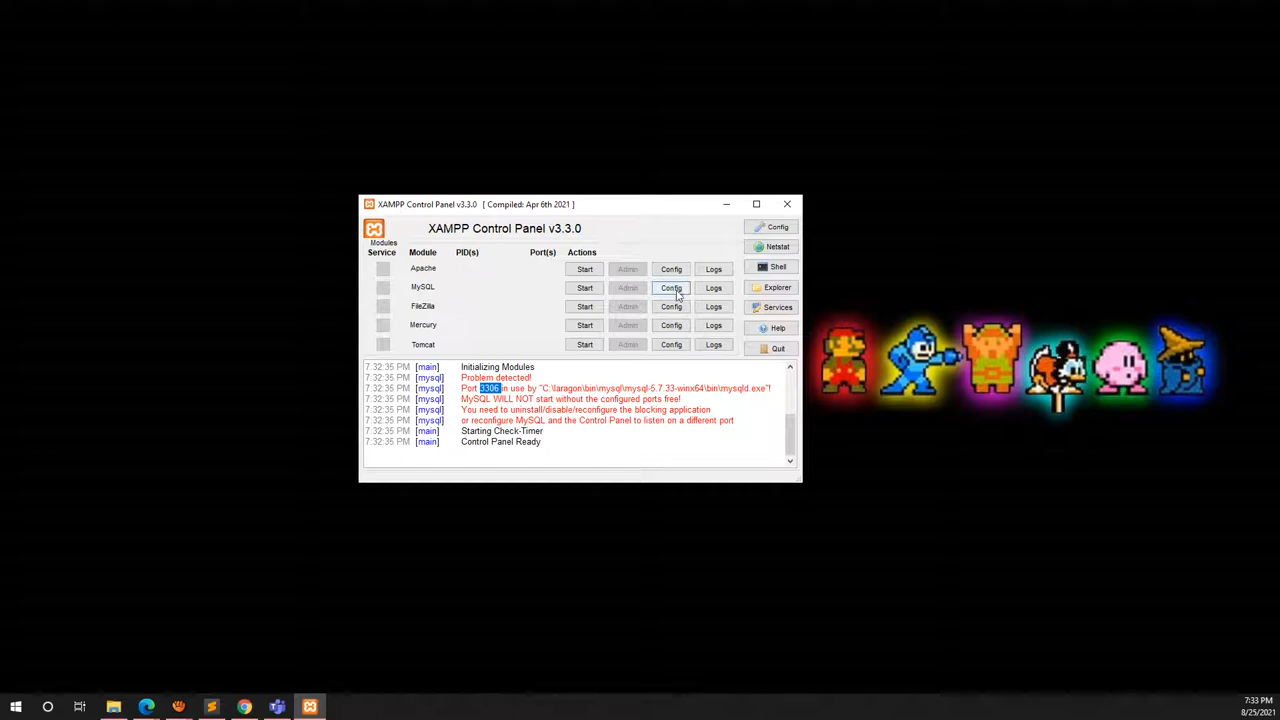 XAMPP Control Panel v3.3.0 [ Compiled: Apr 6th 2021 ]
XAMPP Control Panel v3.3.0
Config
Modules
Service Module PID(s) Port(s) Actions
Netstat
Apache Start Admin Config Logs
Shell
MySQL Start Admin Config Logs
Explorer
FileZilla Start Admin Config Logs
Services
Mercury Start Admin Config Logs
Help
Tomcat Start Admin Config Logs
Quit
7:32:35 PM [main] Initializing Modules
7:32:35 PM [mysql] Problem detected!
7:32:35 PM [mysql] Port 3306 in use by "C:\laragon\bin\mysql\mysql-5.7.33-winx64\bin\mysqld.exe"!
7:32:35 PM [mysql] MySQL WILL NOT start without the configured ports free!
7:32:35 PM [mysql] You need to uninstall/disable/reconfigure the blocking application
7:32:35 PM [mysql] or reconfigure MySQL and the Control Panel to listen on a different port
7:32:35 PM [main] Starting Check-Timer
7:32:35 PM [main] Control Panel Ready
7:33 PM
8/25/2021